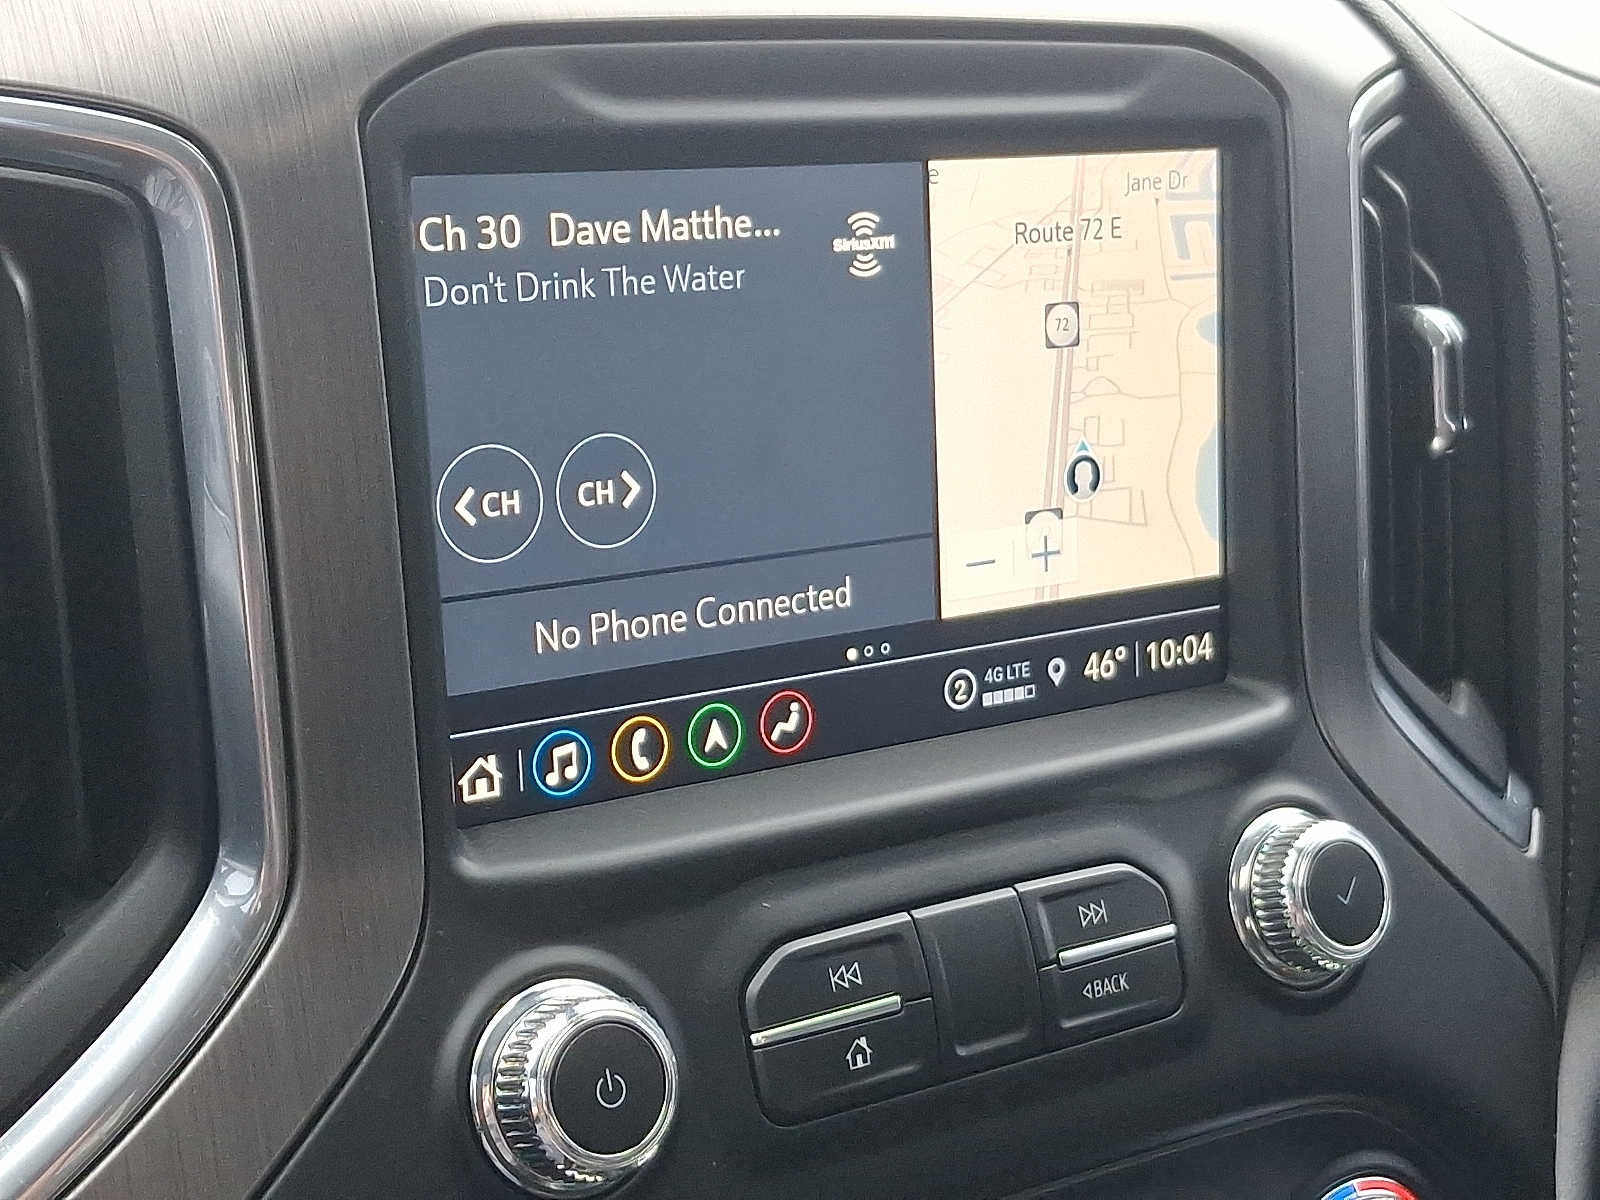 Ch 30 Dave Matthe...
SiriusXM
Don't Drink The Water
e
Jane Dr
Route 72 E
72
<CH
CH>
− +
No Phone Connected
2 4G LTE 46° 10:04
BACK